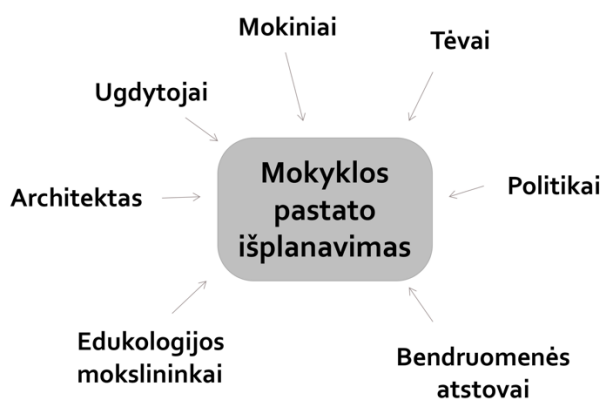 Mokiniai
Tėvai
Ugdytojai
Mokyklos
pastato
išplanavimas
Architektas
Politikai
Edukologijos
mokslininkai
Bendruomenės
atstovai